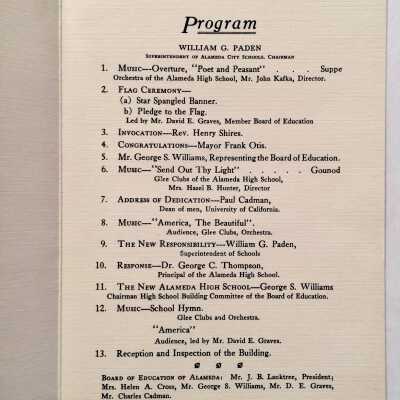 Program
WILLIAM G. PADEN
SUPERINTENDENT OF ALAMEDA CITY SCHOOLS, CHAIRMAN
1. MUSIC—Overture, "Poet and Peasant" . . . Suppe
Orchestra of the Alameda High School, Mr. John Kafka, Director.
2. FLAG CEREMONY—
(a) Star Spangled Banner.
b) Pledge to the Flag.
Led by Mr. David E. Graves, Member Board of Education
3. INVOCATION—Rev. Henry Shires.
4. CONGRATULATIONS—Mayor Frank Otis.
5. Mr. George S. Williams, Representing the Board of Education.
6. MUSIC—"Send Out Thy Light" . . . . . Gounod
Glee Clubs of the Alameda High School,
Mrs. Hazel B. Hunter, Director
7. ADDRESS OF DEDICATION—Paul Cadman,
Dean of men, University of California.
8. MUSIC—"America, The Beautiful".
Audience, Glee Clubs, Orchestra.
9. THE NEW RESPONSIBILITY—William G. Paden,
Superintendent of Schools
10. RESPONSE—Dr. George C. Thompson,
Principal of the Alameda High School.
11. THE NEW ALAMEDA HIGH SCHOOL—George S. Williams
Chairman High School Building Committee of the Board of Education.
12. MUSIC—School Hymn.
Glee Clubs and Orchestra.
"America"
Audience, led by Mr. David E. Graves.
13. Reception and Inspection of the Building.
BOARD OF EDUCATION OF ALAMEDA: Mr. J. B. Lanktree, President;
Mrs. Helen A. Cross, Mr. George S. Williams, Mr. D. E. Graves,
Mr. Charles Cadman.